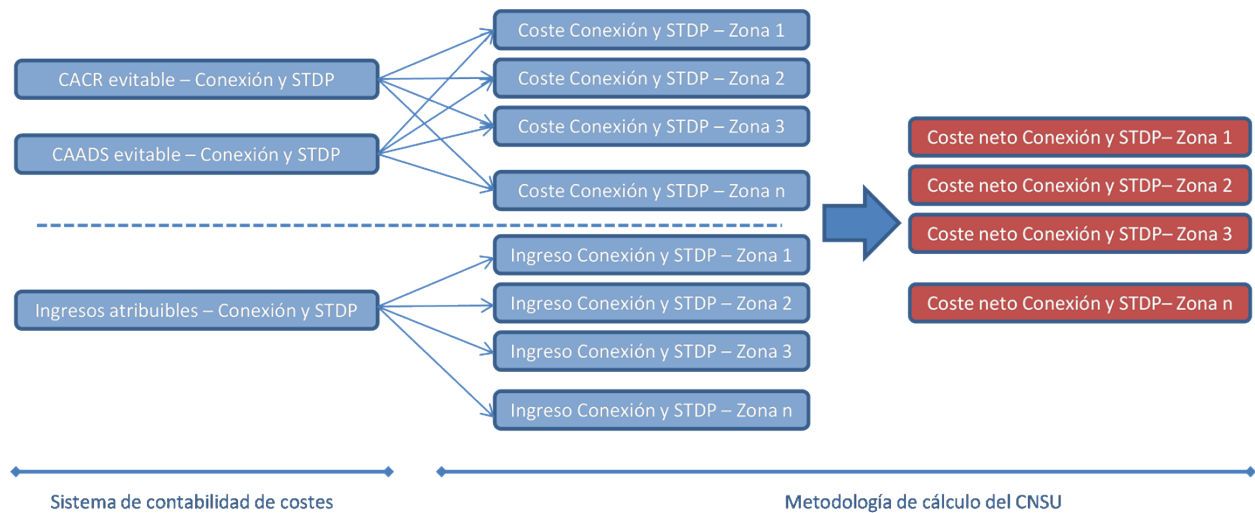 CACR evitable – Conexión y STDP
CAADS evitable – Conexión y STDP
Ingresos atribuibles – Conexión y STDP
Coste Conexión y STDP – Zona 1
Coste Conexión y STDP – Zona 2
Coste Conexión y STDP – Zona 3
Coste Conexión y STDP – Zona n
Ingreso Conexión y STDP – Zona 1
Ingreso Conexión y STDP – Zona 2
Ingreso Conexión y STDP – Zona 3
Ingreso Conexión y STDP – Zona n
Coste neto Conexión y STDP– Zona 1
Coste neto Conexión y STDP– Zona 2
Coste neto Conexión y STDP– Zona 3
Coste neto Conexión y STDP– Zona n
Sistema de contabilidad de costes
Metodología de cálculo del CNSU